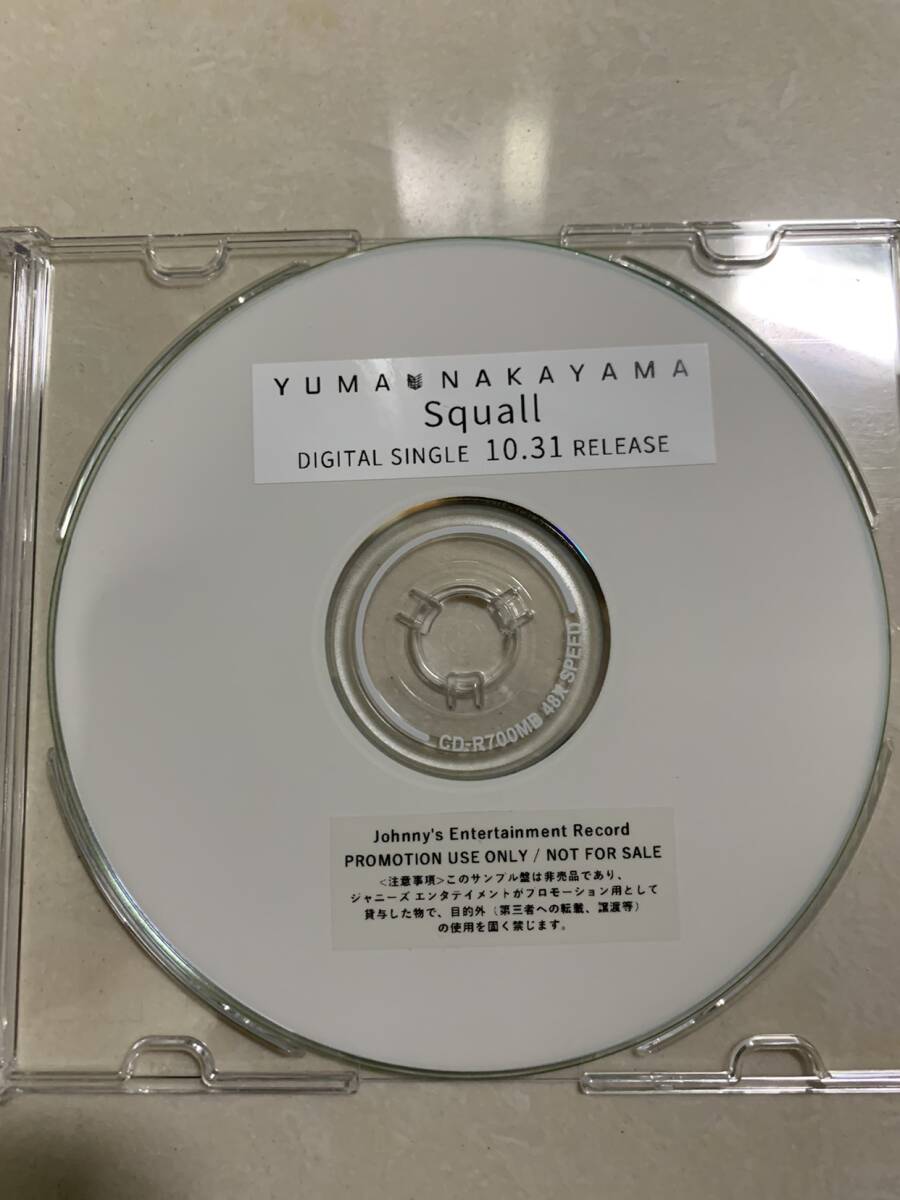 YUMA NAKAYAMA
Squall
DIGITAL SINGLE 10.31 RELEASE
CD-R700MB 48X SPEED
Johnny's Entertainment Record
PROMOTION USE ONLY / NOT FOR SALE
<注意事項>このサンプル盤は非売品であり、
ジャニーズ エンタテイメントがプロモーション用として
貸与した物で、目的外（第三者への転載、譲渡等）
の使用を固く禁じます。